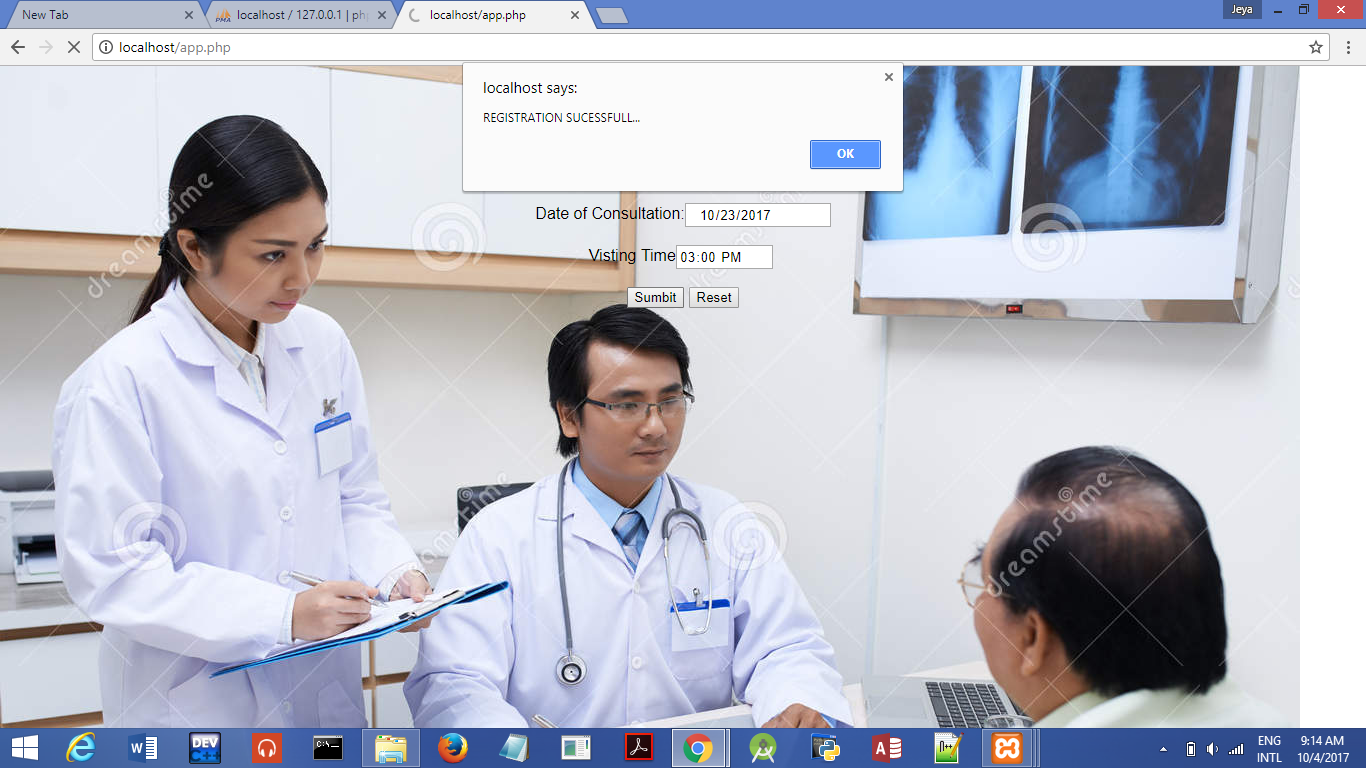 New Tab
localhost / 127.0.0.1 | ph
localhost/app.php
Jeya
localhost/app.php
localhost says:
REGISTRATION SUCESSFULL...
OK
Date of Consultation:
10/23/2017
Visting Time
03:00 PM
Sumbit
Reset
dreamstime
dreamstime
dreamstime
dreamstime
PMA
W
DEV
C++
C:\>_
A
N++
ENG
INTL
9:14 AM
10/4/2017